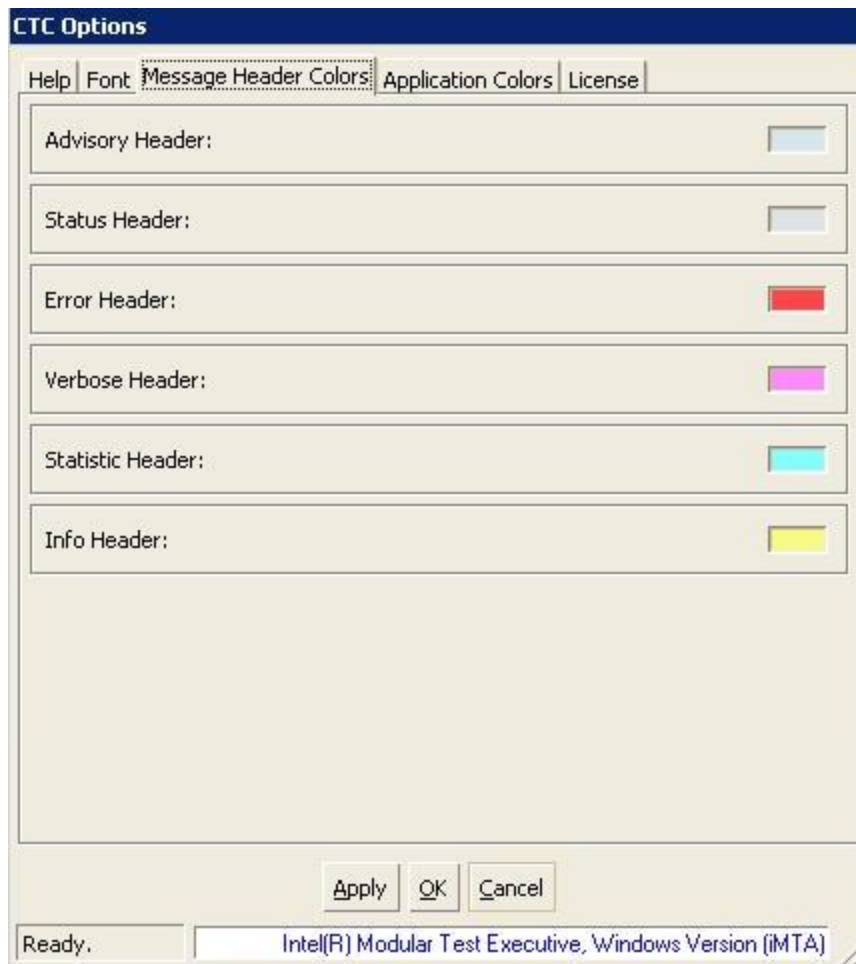 CTC Options
Help Font Message Header Colors Application Colors License
Advisory Header:
Status Header:
Error Header:
Verbose Header:
Statistic Header:
Info Header:
Apply OK Cancel
Ready. Intel(R) Modular Test Executive, Windows Version (iMTA)